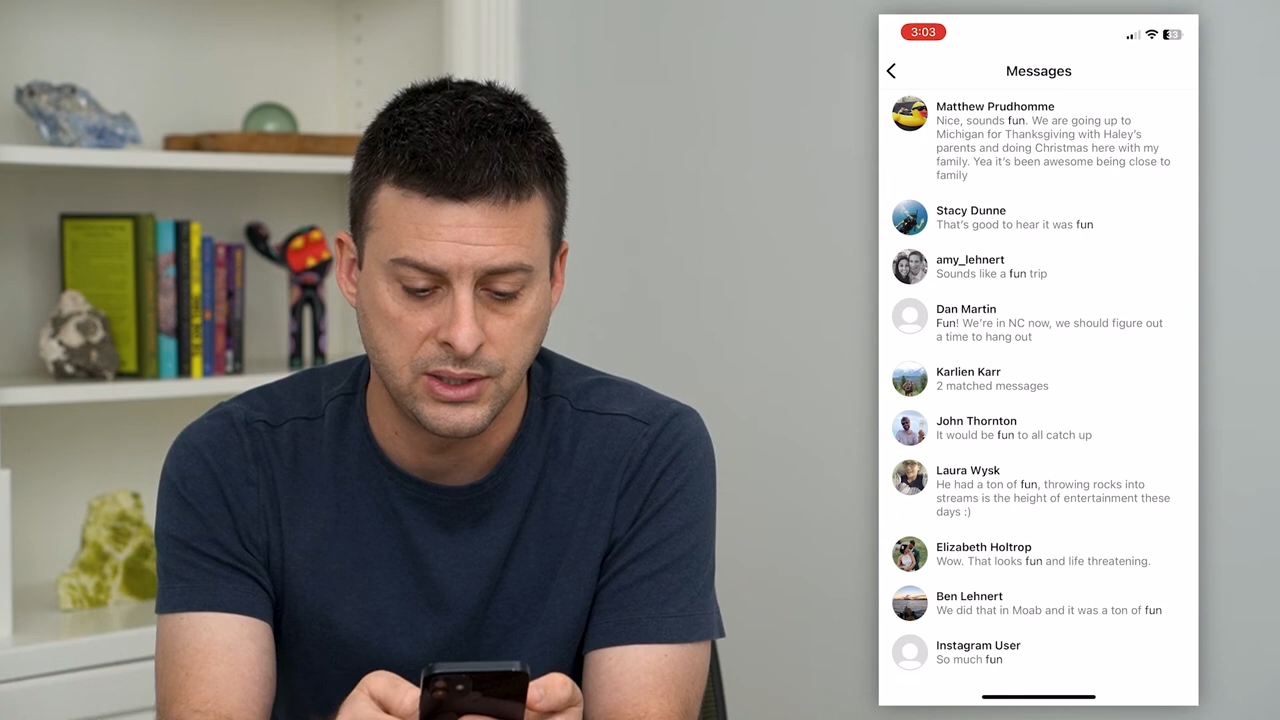 3:03
33
Messages
Matthew Prudhomme
Nice, sounds fun. We are going up to
Michigan for Thanksgiving with Haley's
parents and doing Christmas here with my
family. Yea it's been awesome being close to
family
Stacy Dunne
That's good to hear it was fun
amy_lehnert
Sounds like a fun trip
Dan Martin
Fun! We're in NC now, we should figure out
a time to hang out
Karlien Karr
2 matched messages
John Thornton
It would be fun to all catch up
Laura Wysk
He had a ton of fun, throwing rocks into
streams is the height of entertainment these
days :)
Elizabeth Holtrop
Wow. That looks fun and life threatening.
Ben Lehnert
We did that in Moab and it was a ton of fun
Instagram User
So much fun